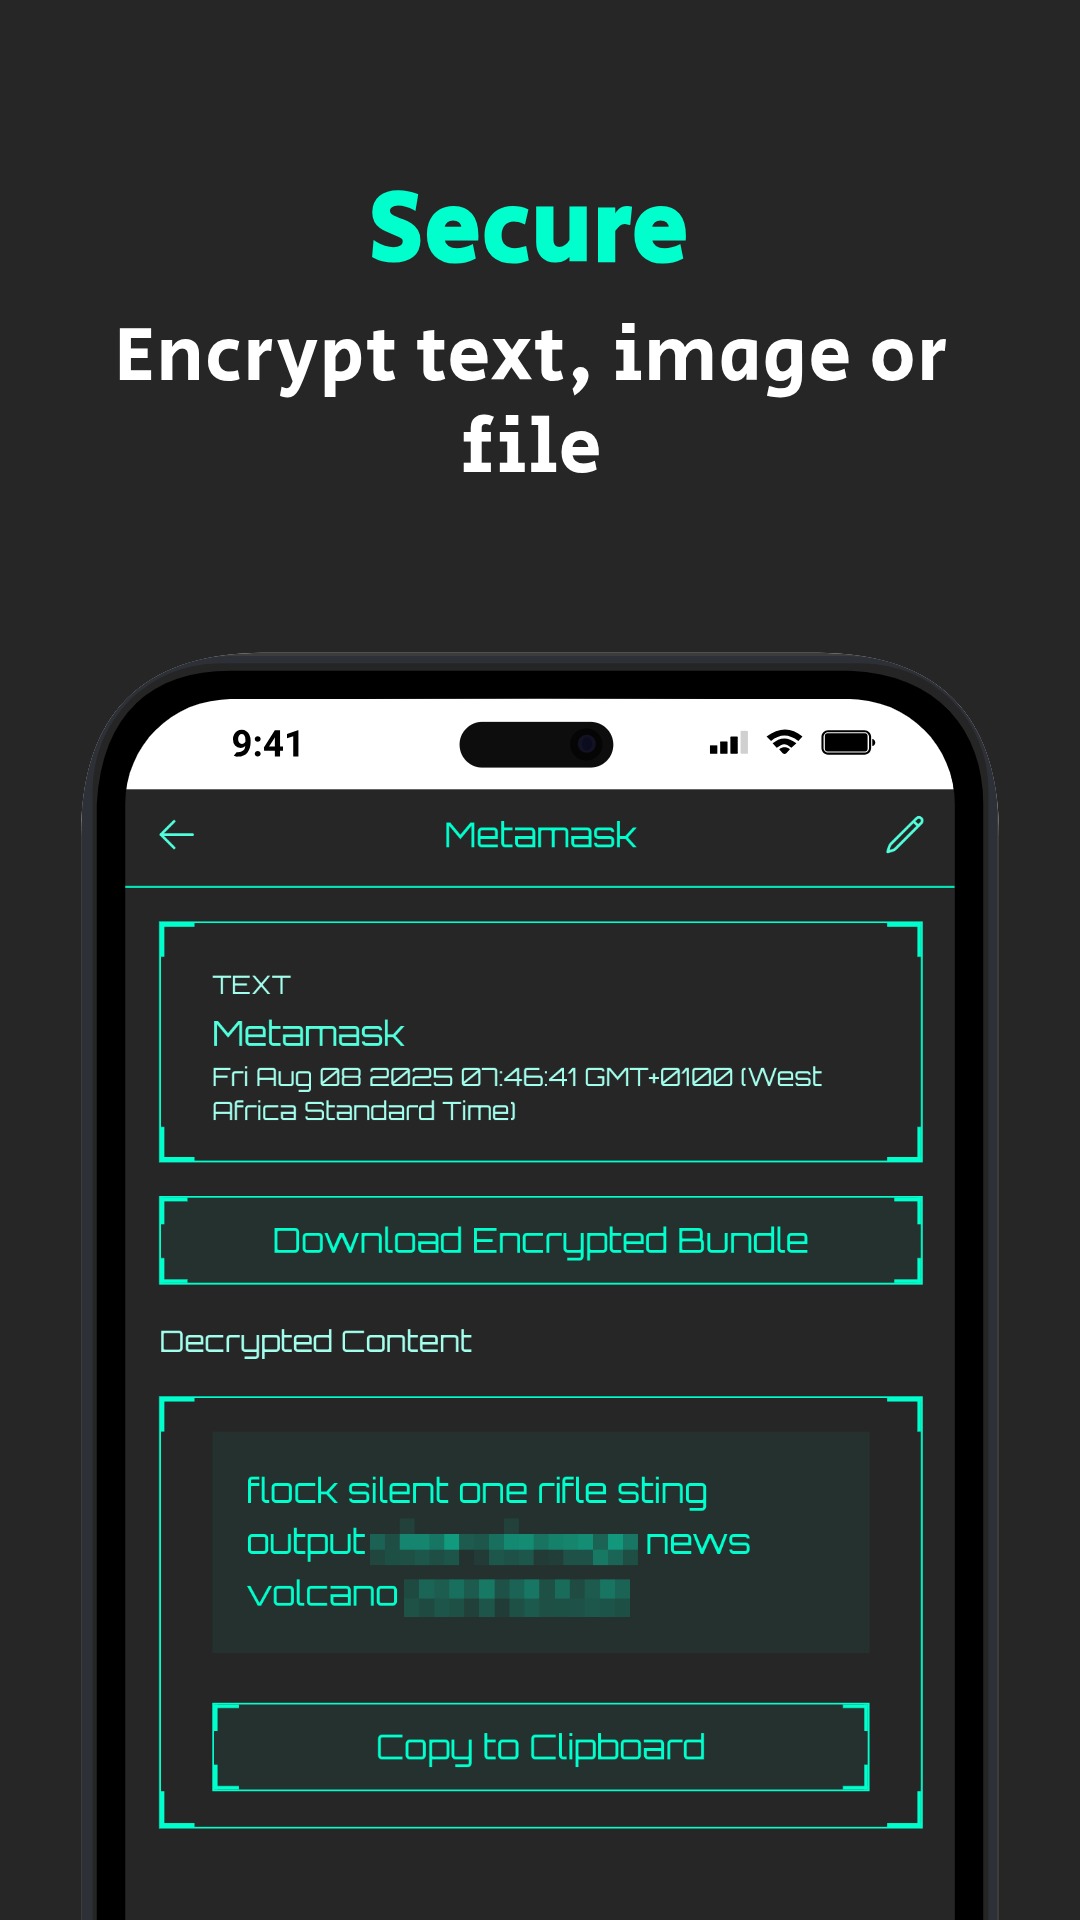 Secure
Encrypt text, image or
file
9:41
Metamask
TEXT
Metamask
Fri Aug 08 2025 07:46:41 GMT+0100 (West
Africa Standard Time)
Download Encrypted Bundle
Decrypted Content
flock silent one rifle sting
output news
volcano
Copy to Clipboard